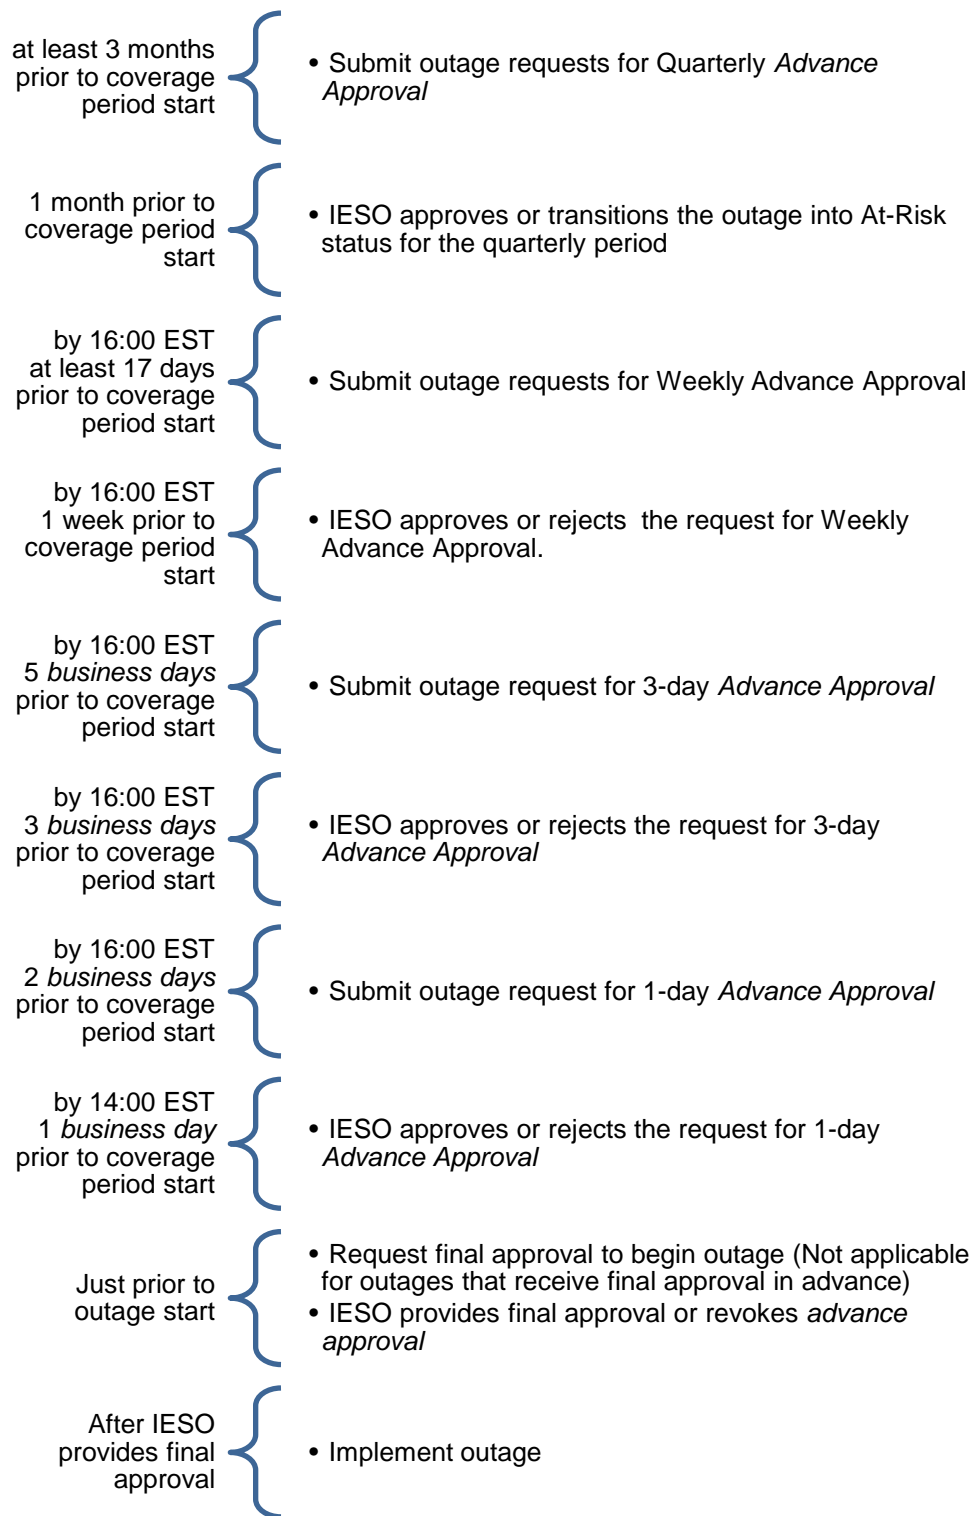 at least 3 months
prior to coverage
period start
• Submit outage requests for Quarterly Advance
Approval
1 month prior to
coverage period
start
• IESO approves or transitions the outage into At-Risk
status for the quarterly period
by 16:00 EST
at least 17 days
prior to coverage
period start
• Submit outage requests for Weekly Advance Approval
by 16:00 EST
1 week prior to
coverage period
start
• IESO approves or rejects  the request for Weekly
Advance Approval.
by 16:00 EST
5 business days
prior to coverage
period start
• Submit outage request for 3-day Advance Approval
by 16:00 EST
3 business days
prior to coverage
period start
• IESO approves or rejects the request for 3-day
Advance Approval
by 16:00 EST
2 business days
prior to coverage
period start
• Submit outage request for 1-day Advance Approval
by 14:00 EST
1 business day
prior to coverage
period start
• IESO approves or rejects the request for 1-day
Advance Approval
Just prior to
outage start
• Request final approval to begin outage (Not applicable
for outages that receive final approval in advance)
• IESO provides final approval or revokes advance
approval
After IESO
provides final
approval
• Implement outage